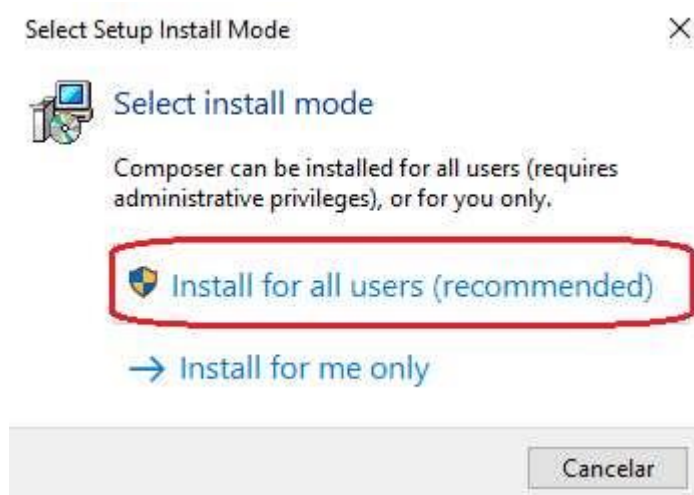 Select Setup Install Mode
Select install mode
Composer can be installed for all users (requires
administrative privileges), or for you only.
Install for all users (recommended)
Install for me only
Cancelar